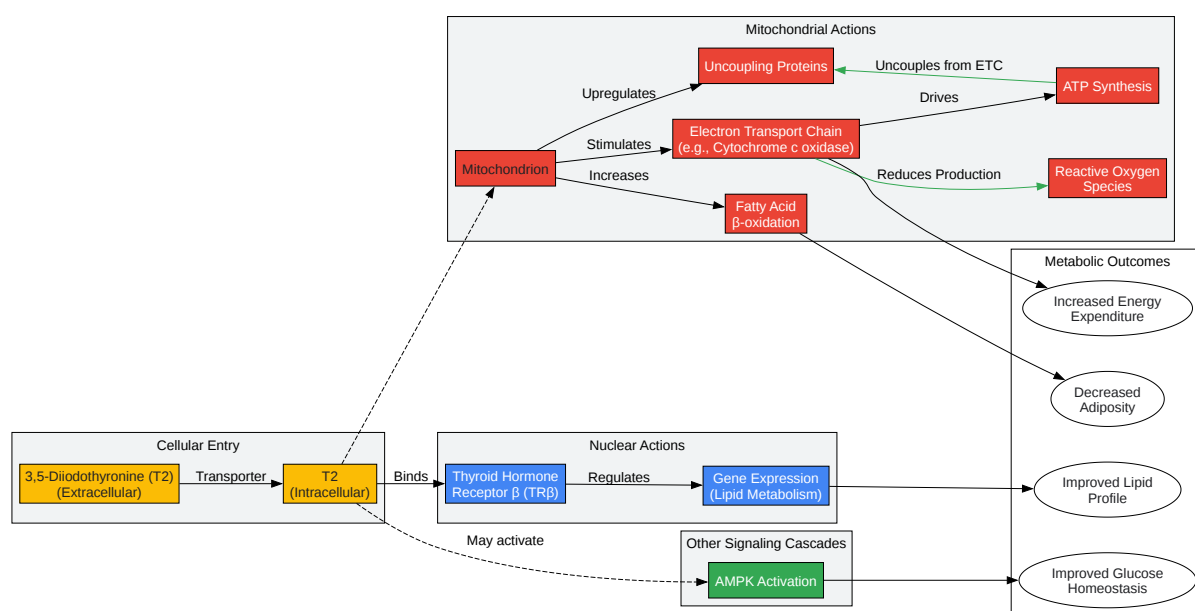 Mitochondrial Actions
Uncoupling Proteins
Uncouples from ETC
ATP Synthesis
Upregulates
Drives
Electron Transport Chain
(e.g., Cytochrome c oxidase)
Stimulates
Mitochondrion
Increases
Reduces Production
Reactive Oxygen
Species
Fatty Acid
β-oxidation
Metabolic Outcomes
Increased Energy
Expenditure
Decreased
Adiposity
Cellular Entry
3,5-Diiodothyronine (T2)
(Extracellular)
Transporter
T2
(Intracellular)
Binds
Nuclear Actions
Thyroid Hormone
Receptor β (TRβ)
Regulates
Gene Expression
(Lipid Metabolism)
Improved Lipid
Profile
May activate
Other Signaling Cascades
AMPK Activation
Improved Glucose
Homeostasis